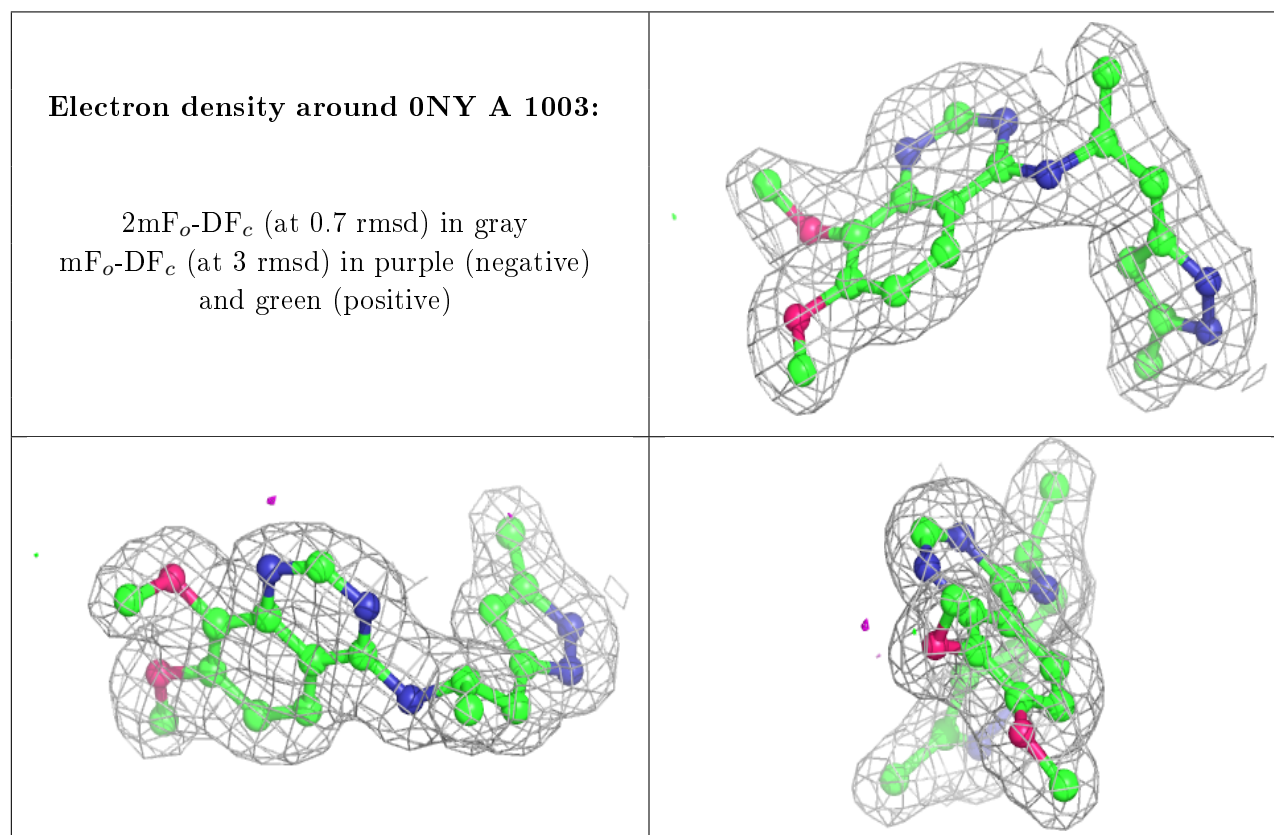 Electron density around 0NY A 1003:
2mFo-DFc (at 0.7 rmsd) in gray
mFo-DFc (at 3 rmsd) in purple (negative)
and green (positive)